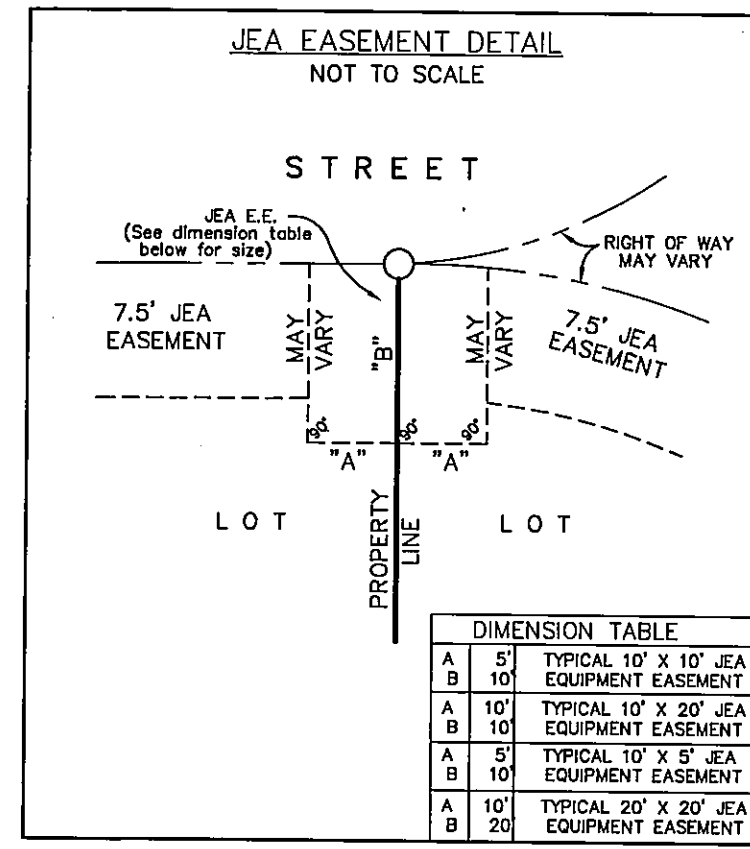 JEA EASEMENT DETAIL
NOT TO SCALE
STREET
JEA E.E.
(See dimension table
below for size)
RIGHT OF WAY
MAY VARY
7.5' JEA
EASEMENT
MAY
VARY
"B"
MAY
VARY
7.5' JEA
EASEMENT
90°
90°
90°
"A"
"A"
LOT
PROPERTY
LINE
LOT
DIMENSION TABLE
A 5' TYPICAL 10' X 10' JEA
B 10' EQUIPMENT EASEMENT
A 10' TYPICAL 10' X 20' JEA
B 10' EQUIPMENT EASEMENT
A 5' TYPICAL 10' X 5' JEA
B 10' EQUIPMENT EASEMENT
A 10' TYPICAL 20' X 20' JEA
B 20 EQUIPMENT EASEMENT